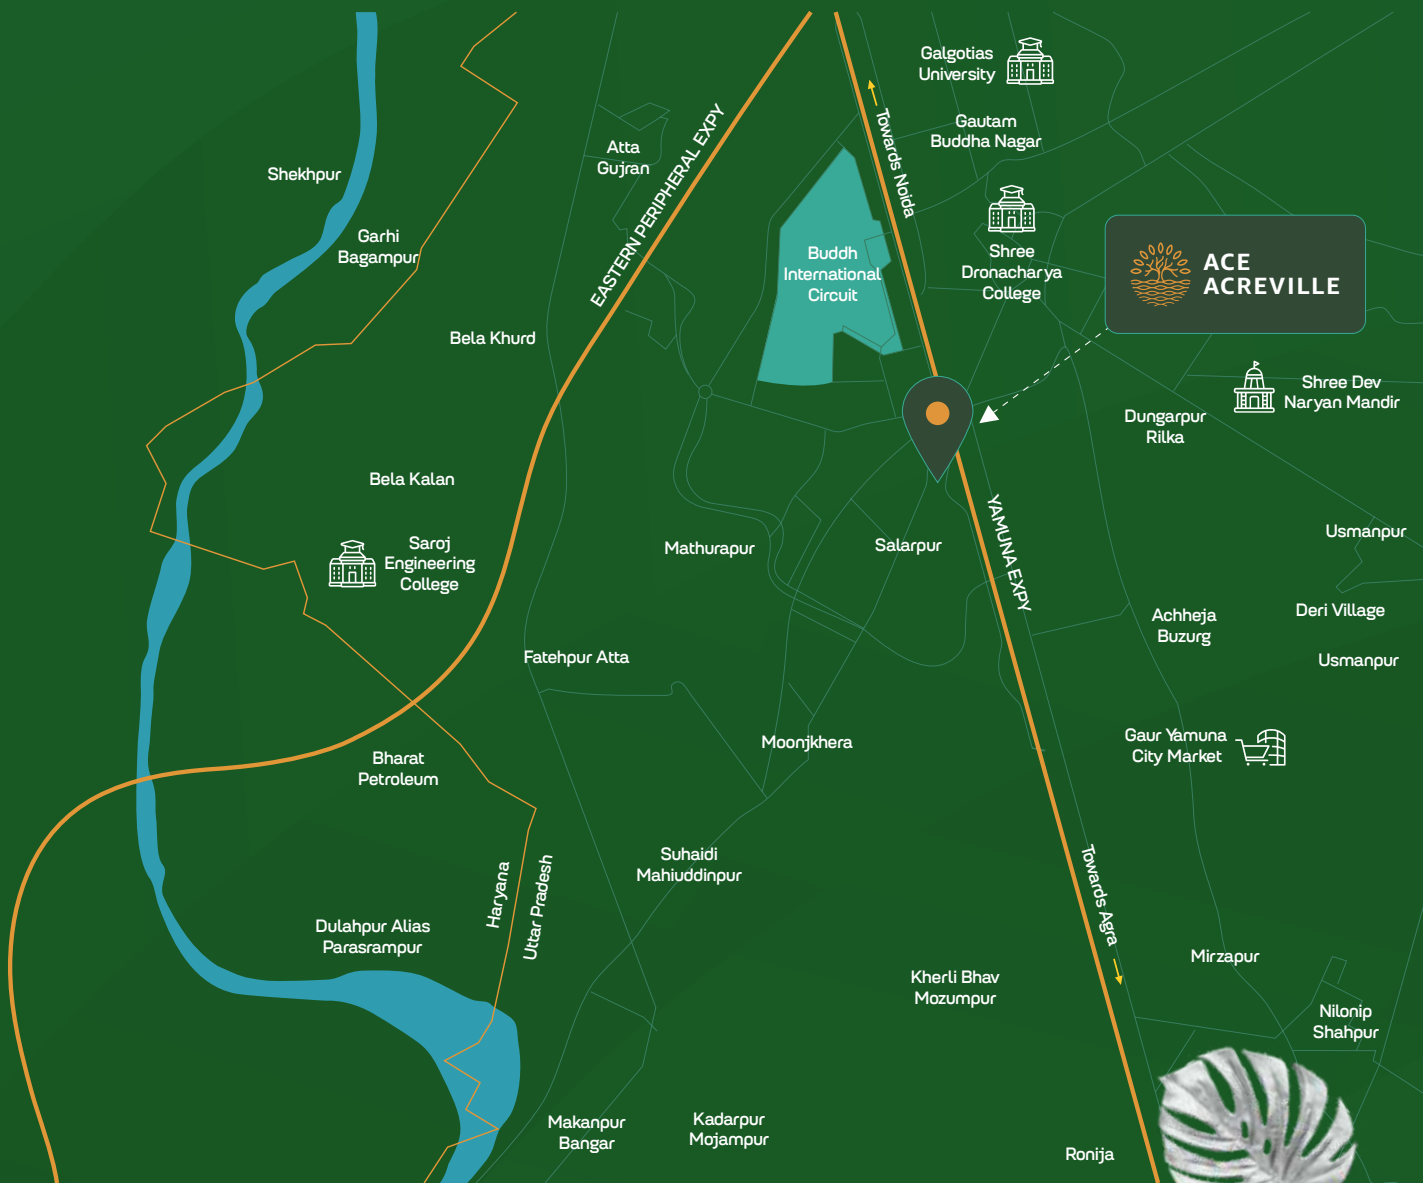 Galgotias
University
Gautam
Buddha Nagar
Towards Noida
Atta
Gujran
EASTERN PERIPHERAL EXPY
Shekhpur
Garhi
Bagampur
Buddh
International
Circuit
Shree
Dronacharya
College
ACE
ACREVILLE
Bela Khurd
Shree Dev
Naryan Mandir
Dungarpur
Rilka
Bela Kalan
Saroj
Engineering
College
Mathurapur
Salarpur
YAMUNA EXPY
Usmanpur
Achheja
Buzurg
Deri Village
Usmanpur
Fatehpur Atta
Moonjkhera
Gaur Yamuna
City Market
Bharat
Petroleum
Suhaidi
Mahiuddinpur
Haryana
Uttar Pradesh
Towards Agra
Dulahpur Alias
Parasrampur
Kherli Bhav
Mozumpur
Mirzapur
Nilonip
Shahpur
Makanpur
Bangar
Kadarpur
Mojampur
Ronija